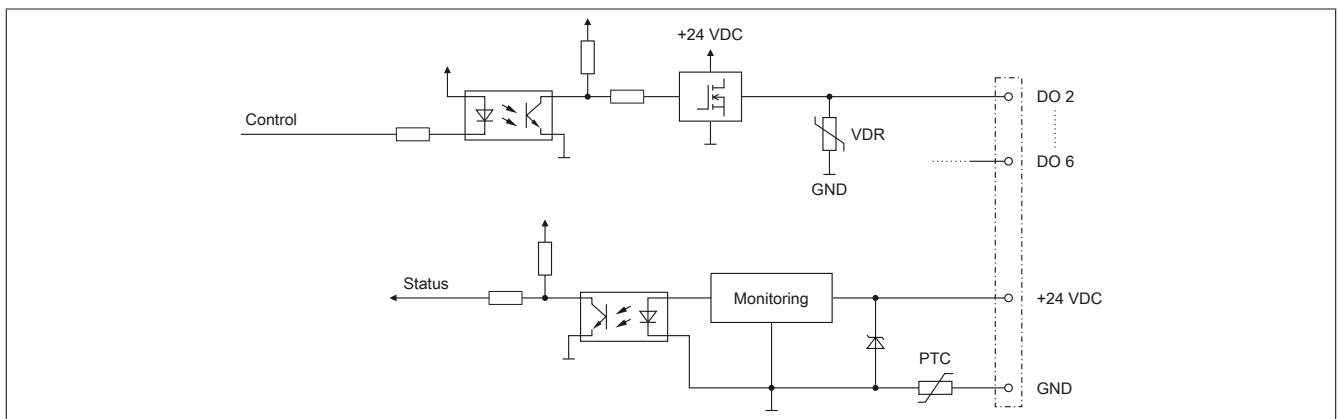 +24 VDC
Control
DO 2
VDR
DO 6
GND
Status
Monitoring
+24 VDC
PTC
GND